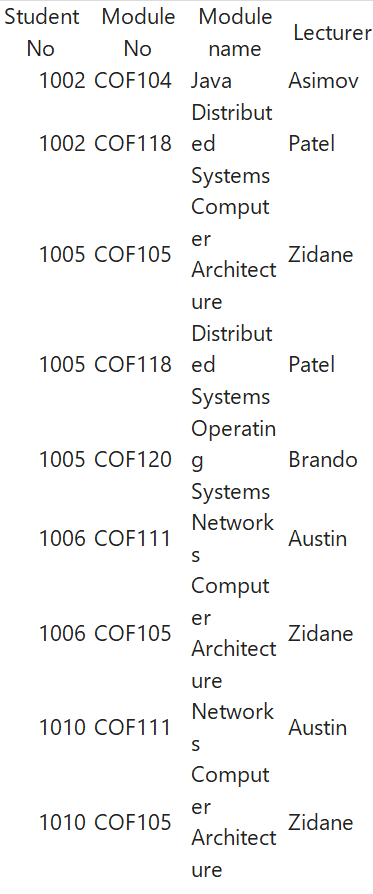 Student No Module No Module name Lecturer
1002 COF104 Java Asimov
1002 COF118 Distributed Systems Patel
1005 COF105 Computer Architecture Zidane
1005 COF118 Distributed Systems Patel
1005 COF120 Operating Systems Brando
1006 COF111 Networks Austin
1006 COF105 Computer Architecture Zidane
1010 COF111 Networks Austin
1010 COF105 Computer Architecture Zidane